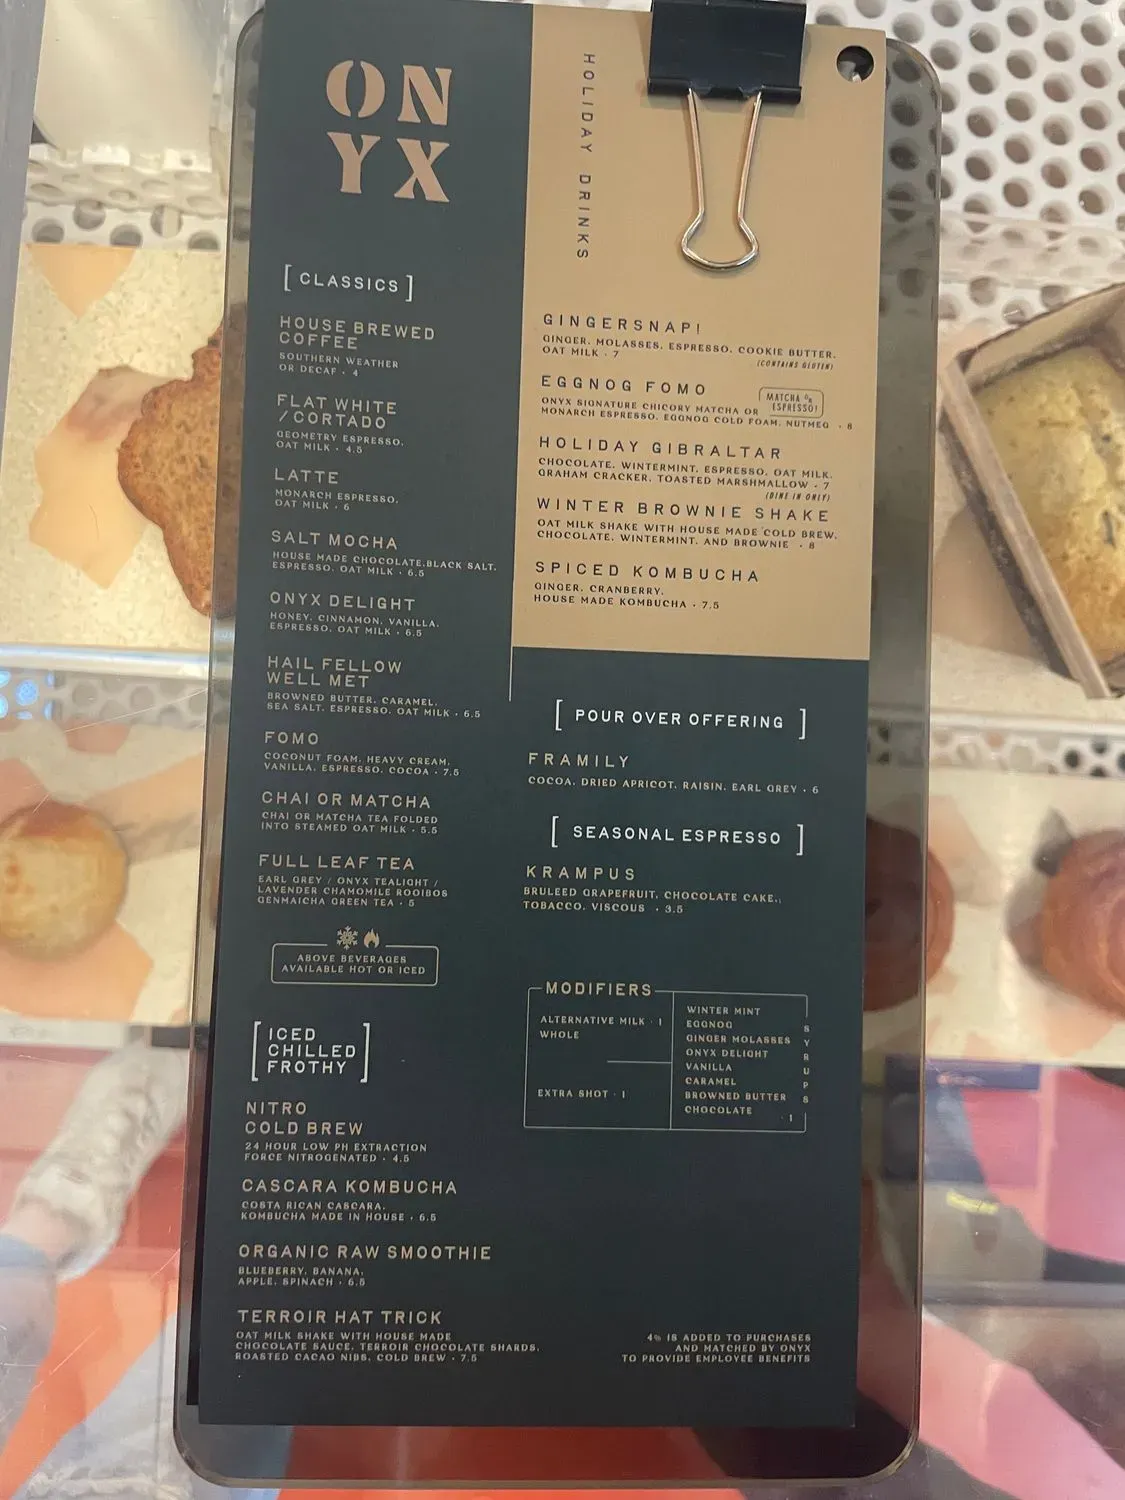 ON
YX
[ CLASSICS ]
HOUSE BREWED
COFFEE
SOUTHERN WEATHER
OR DECAF · 4
FLAT WHITE
/CORTADO
GEOMETRY ESPRESSO,
OAT MILK · 4.5
LATTE
MONARCH ESPRESSO,
OAT MILK · 6
SALT MOCHA
HOUSE MADE CHOCOLATE,BLACK SALT,
ESPRESSO, OAT MILK · 6.5
ONYX DELIGHT
HONEY, CINNAMON, VANILLA,
ESPRESSO, OAT MILK · 6.5
HAIL FELLOW
WELL MET
BROWNED BUTTER, CARAMEL,
SEA SALT, ESPRESSO, OAT MILK · 6.5
FOMO
COCONUT FOAM, HEAVY CREAM,
VANILLA, ESPRESSO, COCOA · 7.5
CHAI OR MATCHA
CHAI OR MATCHA TEA FOLDED
INTO STEAMED OAT MILK · 5.5
FULL LEAF TEA
EARL GREY / ONYX TEALIGHT /
LAVENDER CHAMOMILE ROOIBOS
GENMAICHA GREEN TEA · 5
ABOVE BEVERAGES
AVAILABLE HOT OR ICED
[ ICED
CHILLED
FROTHY ]
NITRO
COLD BREW
24 HOUR LOW PH EXTRACTION
FORCE NITROGENATED · 4.5
CASCARA KOMBUCHA
COSTA RICAN CASCARA,
KOMBUCHA MADE IN HOUSE · 6.5
ORGANIC RAW SMOOTHIE
BLUEBERRY, BANANA,
APPLE, SPINACH · 6.5
TERROIR HAT TRICK
OAT MILK SHAKE WITH HOUSE MADE
CHOCOLATE SAUCE, TERROIR CHOCOLATE SHARDS,
ROASTED CACAO NIBS, COLD BREW · 7.5
HOLIDAY DRINKS
GINGERSNAP!
GINGER, MOLASSES, ESPRESSO, COOKIE BUTTER,
OAT MILK · 7
(CONTAINS GLUTEN)
EGGNOG FOMO
MATCHA OR
ESPRESSO!
ONYX SIGNATURE CHICORY MATCHA OR
MONARCH ESPRESSO, EGGNOG COLD FOAM, NUTMEG · 8
HOLIDAY GIBRALTAR
CHOCOLATE, WINTERMINT, ESPRESSO, OAT MILK,
GRAHAM CRACKER, TOASTED MARSHMALLOW · 7
(DINE IN ONLY)
WINTER BROWNIE SHAKE
OAT MILK SHAKE WITH HOUSE MADE COLD BREW,
CHOCOLATE, WINTERMINT, AND BROWNIE · 8
SPICED KOMBUCHA
GINGER, CRANBERRY,
HOUSE MADE KOMBUCHA · 7.5
[ POUR OVER OFFERING ]
FRAMILY
COCOA, DRIED APRICOT, RAISIN, EARL GREY · 6
[ SEASONAL ESPRESSO ]
KRAMPUS
BRULEED GRAPEFRUIT, CHOCOLATE CAKE,,
TOBACCO, VISCOUS · 3.5
MODIFIERS
ALTERNATIVE MILK · 1
WHOLE
EXTRA SHOT · 1
WINTER MINT
EGGNOG
GINGER MOLASSES
ONYX DELIGHT
VANILLA
CARAMEL
BROWNED BUTTER
CHOCOLATE
· 1
SYRUPS
4% IS ADDED TO PURCHASES
AND MATCHED BY ONYX
TO PROVIDE EMPLOYEE BENEFITS